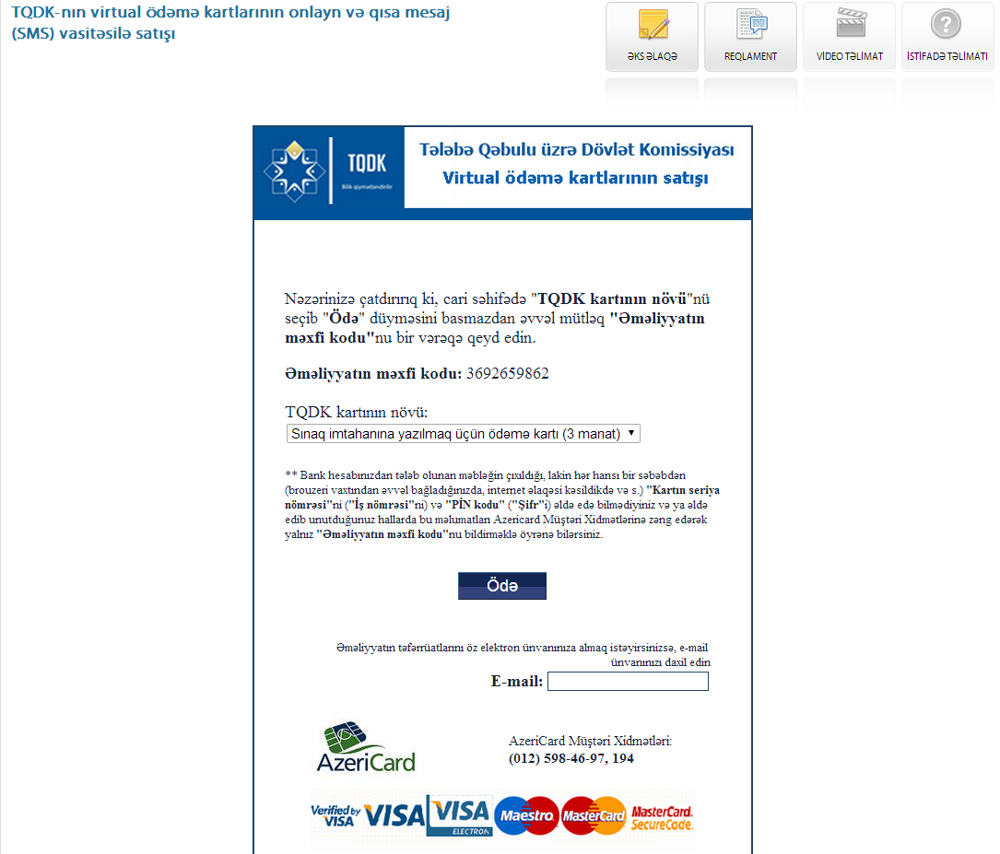 TQDK-nın virtual ödəmə kartlarının onlayn və qısa mesaj
(SMS) vasitəsilə satışı
ƏKS ƏLAQƏ
REQLAMENT
VİDEO TƏLİMAT
İSTİFADƏ TƏLİMATI
TQDK
Bilik qiymətləndirilir
Tələbə Qəbulu üzrə Dövlət Komissiyası
Virtual ödəmə kartlarının satışı
Nəzərinizə çatdırırıq ki, cari səhifədə "TQDK kartının növü"nü
seçib "Ödə" düyməsini basmazdan əvvəl mütləq "Əməliyyatın
məxfi kodu"nu bir vərəqə qeyd edin.
Əməliyyatın məxfi kodu: 3692659862
TQDK kartının növü:
Sınaq imtahanına yazılmaq üçün ödəmə kartı (3 manat)
** Bank hesabınızdan tələb olunan məbləğin çıxıldığı, lakin hər hansı bir səbəbdən
(brouzeri vaxtından əvvəl bağladığınızda, internet əlaqəsi kəsildikdə və s.) "Kartın seriya
nömrəsi"ni ("İş nömrəsi"ni) və "PİN kodu" ("Şifr"i) əldə edə bilmədiyiniz və ya əldə
edib unutduğunuz hallarda bu məlumatları Azericard Müştəri Xidmətlərinə zəng edərək
yalnız "Əməliyyatın məxfi kodu"nu bildirməklə öyrənə bilərsiniz.
Ödə
Əməliyyatın təfərrüatlarını öz elektron ünvanınıza almaq istəyirsinizsə, e-mail
ünvanınızı daxil edin
E-mail:
AzeriCard
AzeriCard Müştəri Xidmətləri:
(012) 598-46-97, 194
Verified by
VISA
VISA
VISA
ELECTRON
Maestro
MasterCard
MasterCard.
SecureCode.